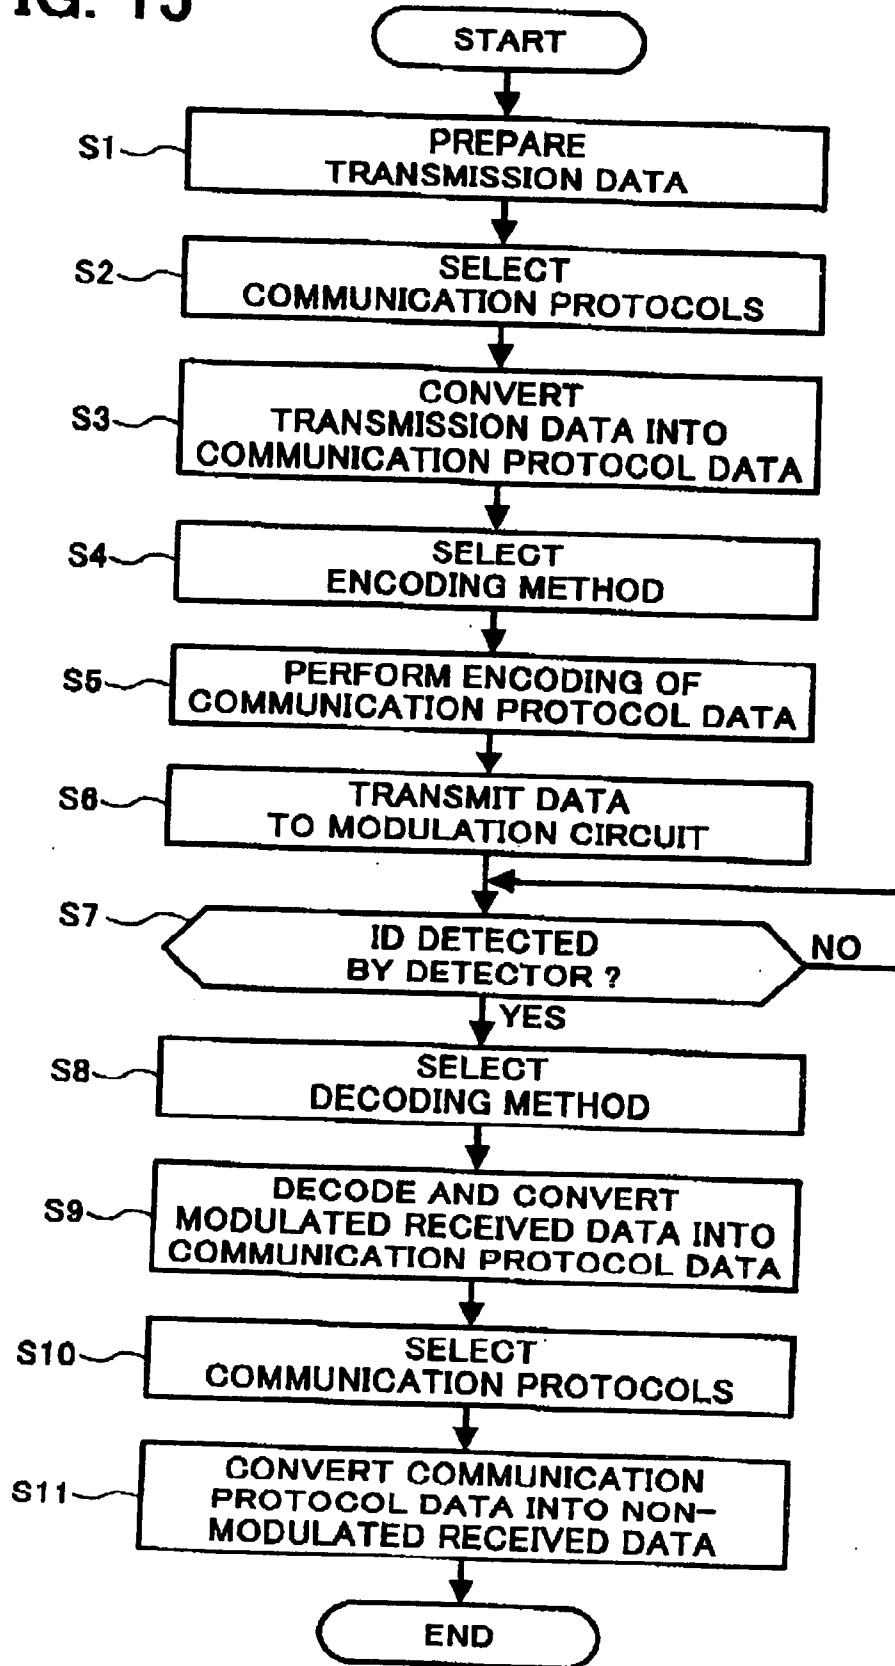 IG. 15
START
S1
PREPARE
TRANSMISSION DATA
S2
SELECT
COMMUNICATION PROTOCOLS
S3
CONVERT
TRANSMISSION DATA INTO
COMMUNICATION PROTOCOL DATA
S4
SELECT
ENCODING METHOD
S5
PERFORM ENCODING OF
COMMUNICATION PROTOCOL DATA
S6
TRANSMIT DATA
TO MODULATION CIRCUIT
S7
ID DETECTED
BY DETECTOR ?
NO
YES
S8
SELECT
DECODING METHOD
S9
DECODE AND CONVERT
MODULATED RECEIVED DATA INTO
COMMUNICATION PROTOCOL DATA
S10
SELECT
COMMUNICATION PROTOCOLS
S11
CONVERT COMMUNICATION
PROTOCOL DATA INTO NON-
MODULATED RECEIVED DATA
END